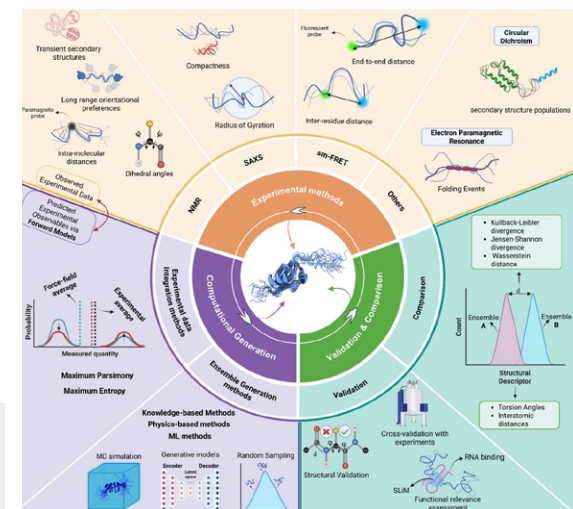 Transient secondary
structures
Long range orientational
preferences
Paramagnetic
probe
Intra-molecular
distances
Dihedral angles
Compactness
Radius of Gyration
Fluorescent
probe
End-to-end distance
Inter-residue distance
Circular
Dichroism
secondary structure populations
Electron Paramagnetic
Resonance
Folding Events
NMR
SAKS
sm-FRET
Others
Experimental methods
Observed
Experimental Data
Predicted
Experimental
Observables via
Forward Models
Experimental data
integration methods
Computational Generation
Ensemble Generation
methods
Validation & Comparison
Comparison
Validation
Force-field
average
Experimental
average
Probability
Measured quantity
Maximum Parsimony
Maximum Entropy
Knowledge-based Methods
Physics-based methods
ML methods
MD simulation
Generative models
Encoder
Decoder
Latent
space
Random Sampling
• Kullback-Leibler
divergence
• Jensen-Shannon
divergence
• Wasserstein
distance
d
Ensemble
A
Ensemble
B
Count
Structural
Descriptor
• Torsion Angles
• Interatomic
distances
Cross-validation with
experiments
Structural Validation
RNA binding
SLiM
Functional relevance
assessment